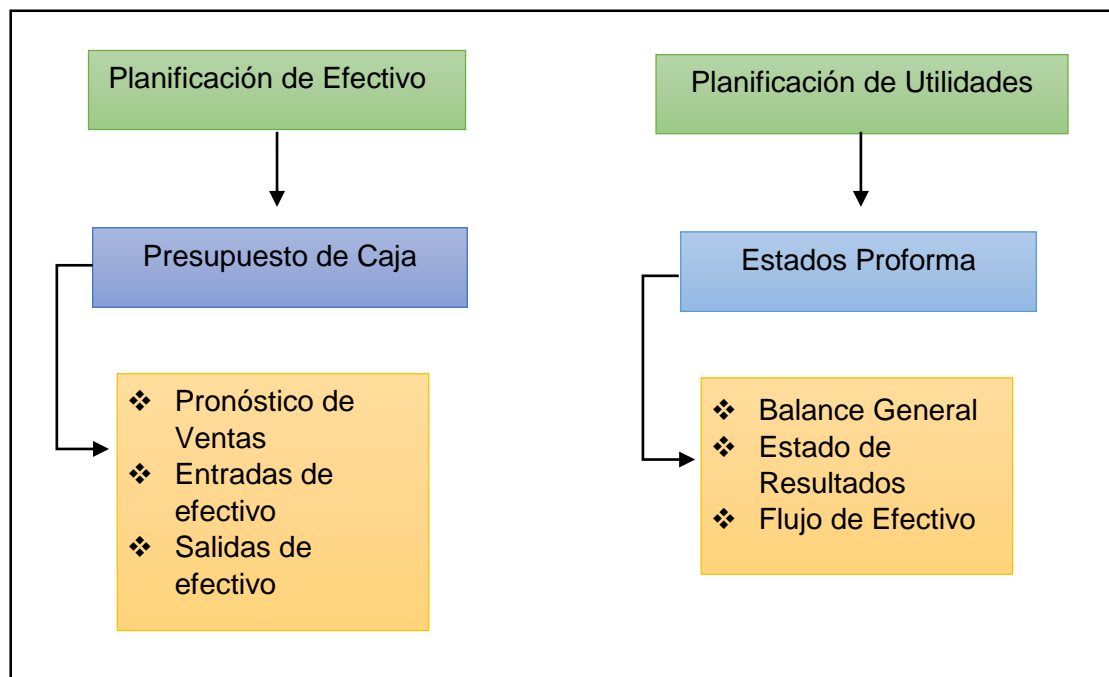 Planificación de Efectivo
Planificación de Utilidades
Presupuesto de Caja
Estados Proforma
❖ Pronóstico de
Ventas
❖ Entradas de
efectivo
❖ Salidas de
efectivo
❖ Balance General
❖ Estado de
Resultados
❖ Flujo de Efectivo